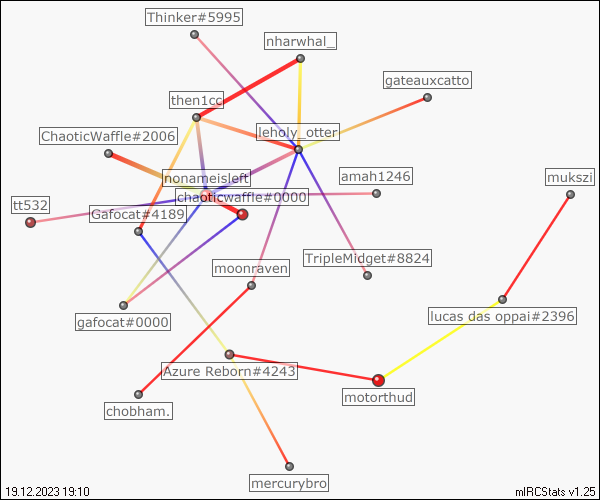 Thinker#5995
nharwhal_
gateauxcatto
then1cc
leholy_otter
ChaoticWaffle#2006
nonameisleft
amah1246
mukszi
chaoticwaffle#0000
tt532
Gafocat#4189
TripleMidget#8824
moonraven
lucas das oppai#2396
gafocat#0000
Azure Reborn#4243
motorthud
chobham.
mercurybro
19.12.2023 19:10
mIRCStats v1.25